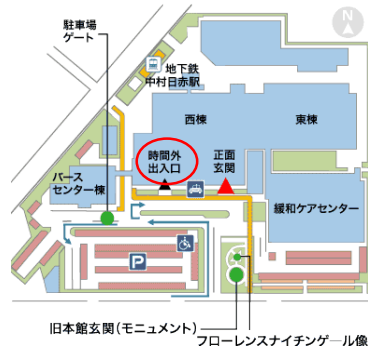 駐車場
ゲート
N
地下鉄
中村日赤駅
西棟
東棟
時間外
出入口
正面
玄関
バース
センター棟
緩和ケアセンター
P
旧本館玄関(モニュメント)
フローレンスナイチンゲール像